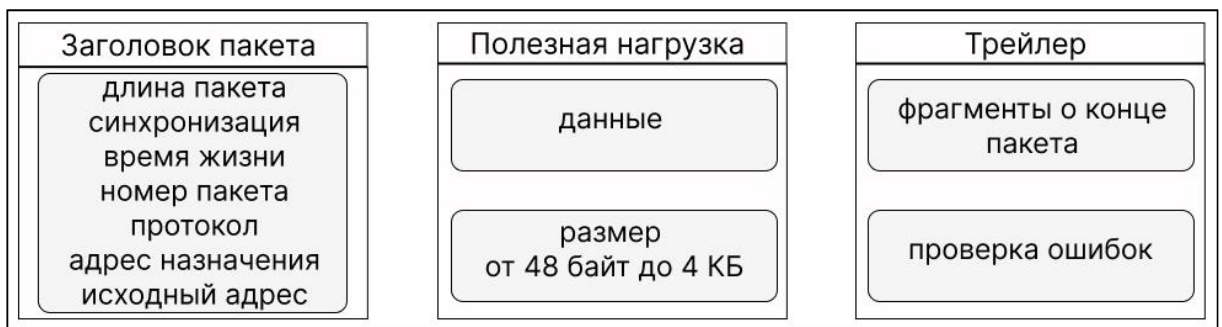 Заголовок пакета
длина пакета
синхронизация
время жизни
номер пакета
протокол
адрес назначения
исходный адрес
Полезная нагрузка
данные
размер
от 48 байт до 4 КБ
Трейлер
фрагменты о конце
пакета
проверка ошибок